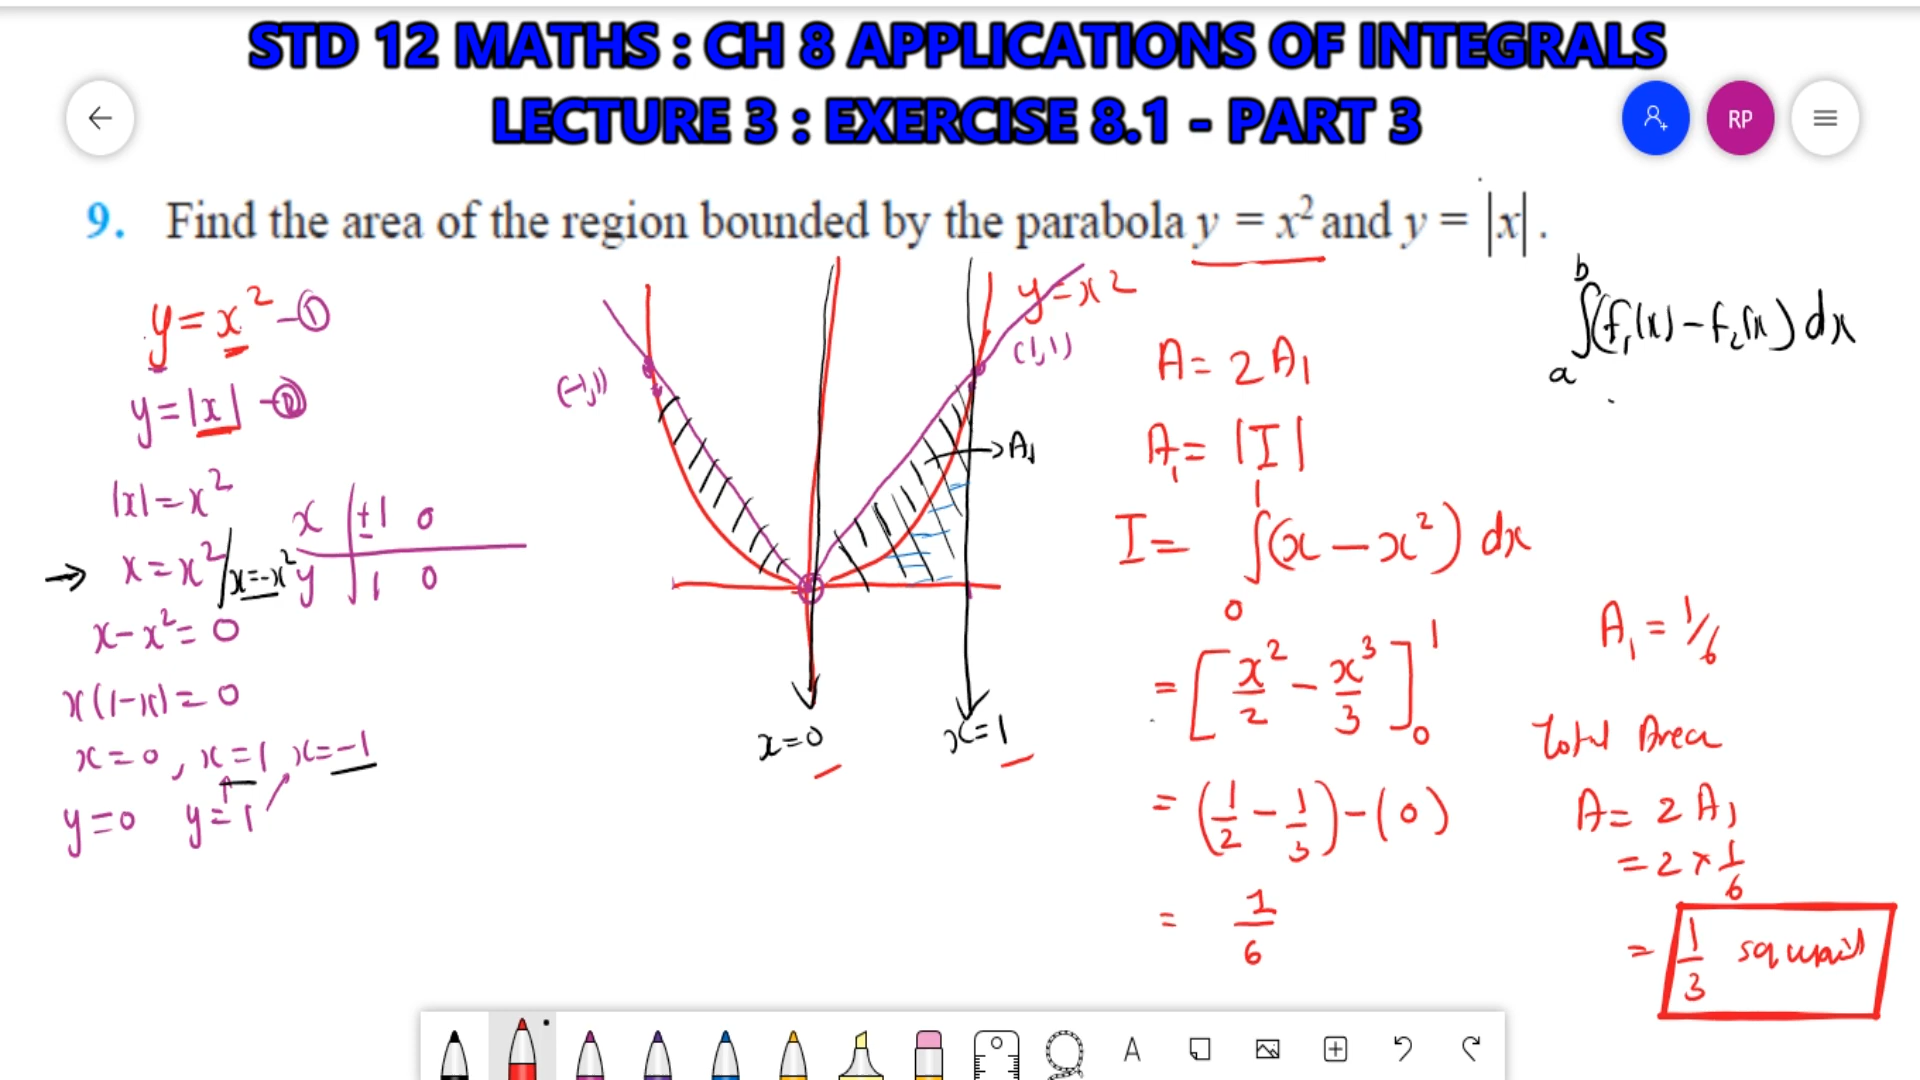 STD 12 MATHS : CH 8 APPLICATIONS OF INTEGRALS
LECTURE 3 : EXERCISE 8.1 - PART 3
RP
9. Find the area of the region bounded by the parabola y = x² and y = |x| .
y = x² - ①
y = |x| - ②
|x| = x²
x = x² / x = -x²
x - x² = 0
x(1-x) = 0
x = 0, x = 1 x = -1
y = 0 y = 1
x ±1 0
y 1 0
(-1,1)
y = x²
(1,1)
A₁
x = 0
x = 1
A = 2A₁
A₁ = |I|
I = ∫₀¹ (x - x²) dx
= [x²/2 - x³/3]₀¹
= (1/2 - 1/3) - (0)
= 1/6
∫ₐᵇ (f₁(x) - f₂(x)) dx
A₁ = 1/6
Total Area
A = 2A₁
= 2 × 1/6
= 1/3 sq unit
A